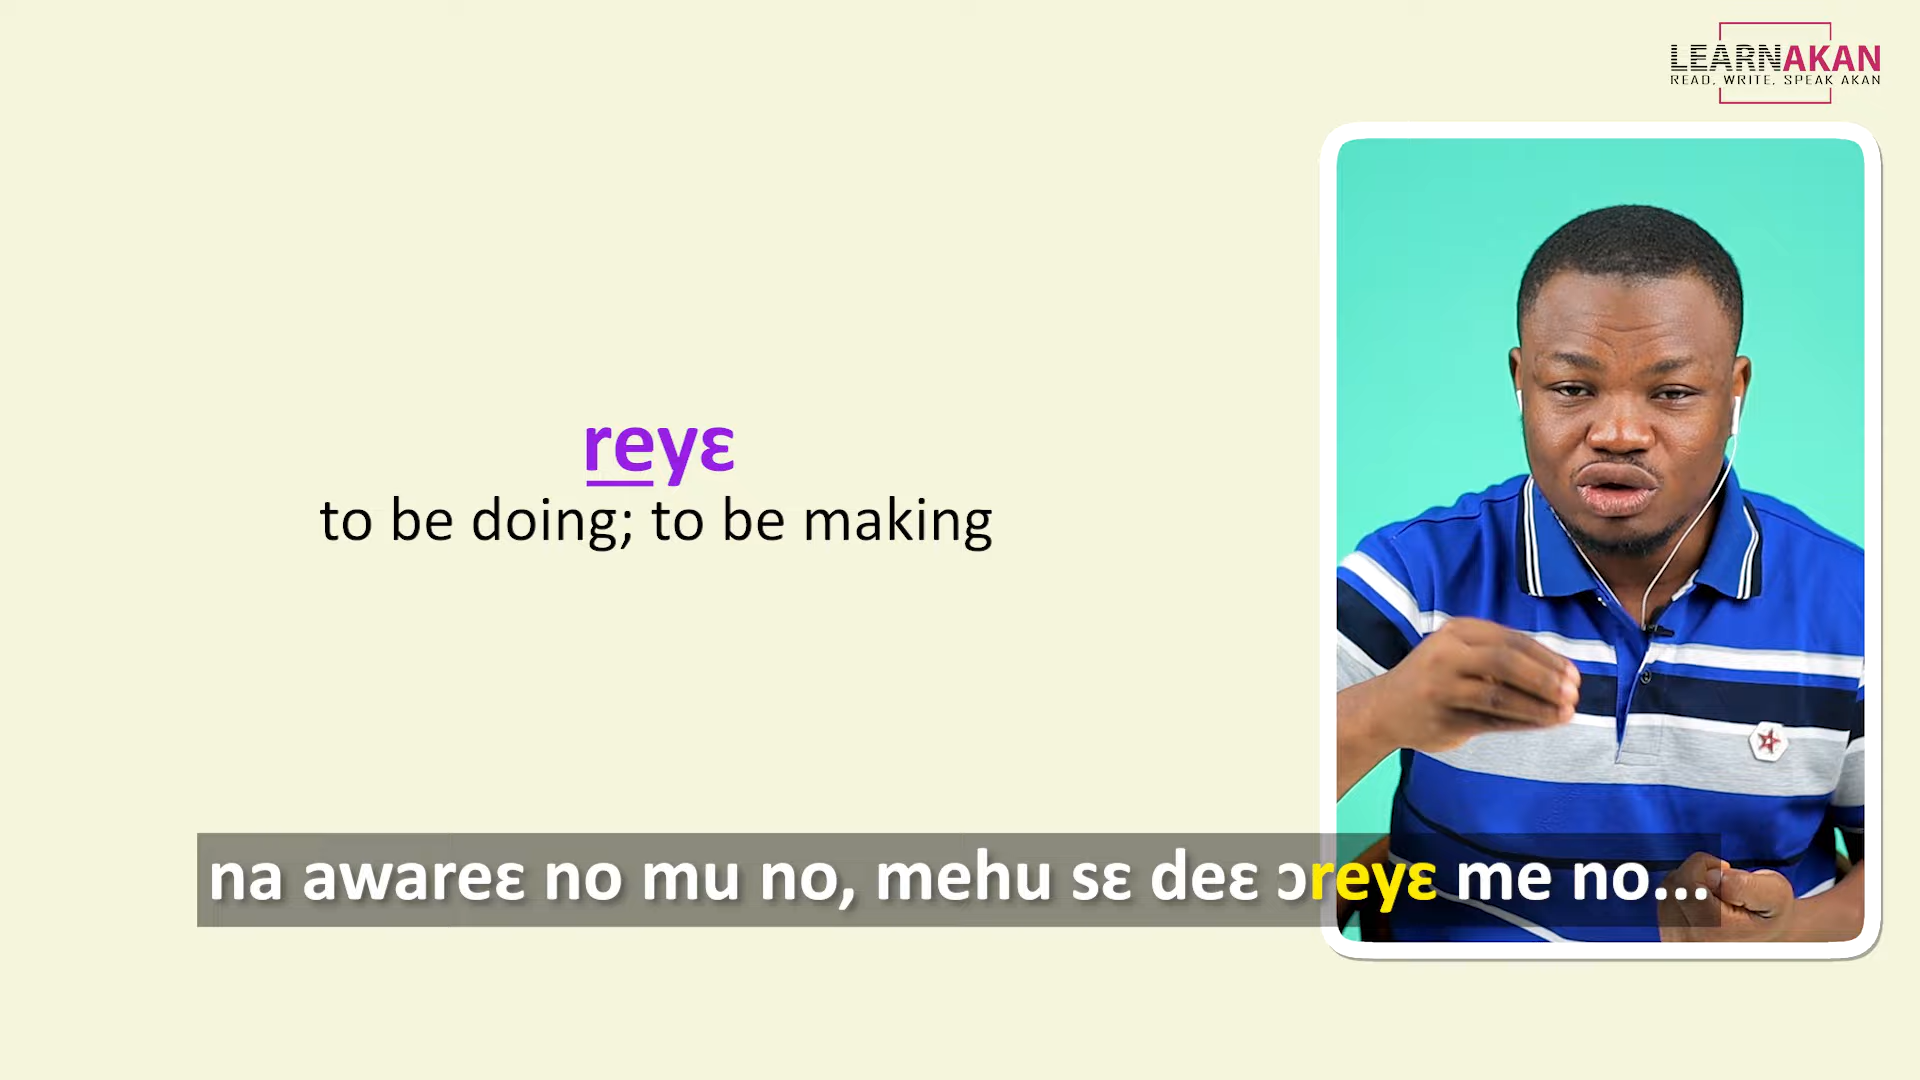 LEARNAKAN
READ, WRITE, SPEAK AKAN
reyɛ
to be doing; to be making
na awareɛ no mu no, mehu sɛ deɛ ɔreyɛ me no...